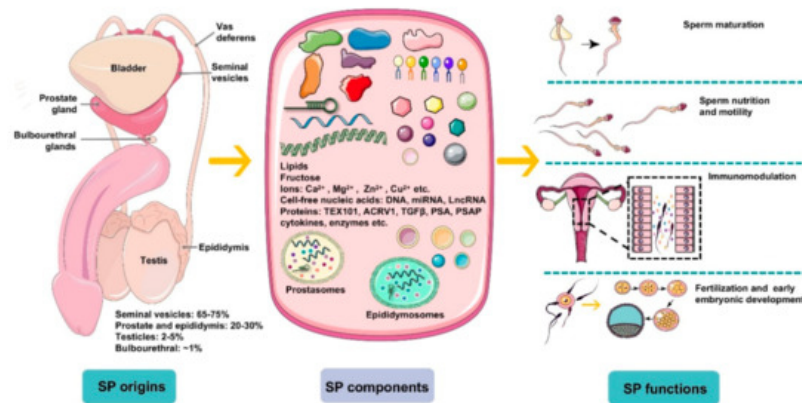 Vas
deferens
Bladder
Seminal
vesicles
Prostate
gland
Bulbourethral
glands
Testis
Epididymis
Seminal vesicles: 65-75%
Prostate and epididymis: 20-30%
Testicles: 2-5%
Bulbourethral: ~1%
SP origins
Lipids
Fructose
Ions: Ca²⁺ , Mg²⁺ , Zn²⁺ , Cu²⁺ etc.
Cell-free nucleic acids: DNA, miRNA, LncRNA
Proteins: TEX101, ACRV1, TGFβ, PSA, PSAP
cytokines, enzymes etc.
Prostasomes
Epididymosomes
SP components
Sperm maturation
Sperm nutrition
and motility
Immunomodulation
Fertilization and early
embryonic development
SP functions